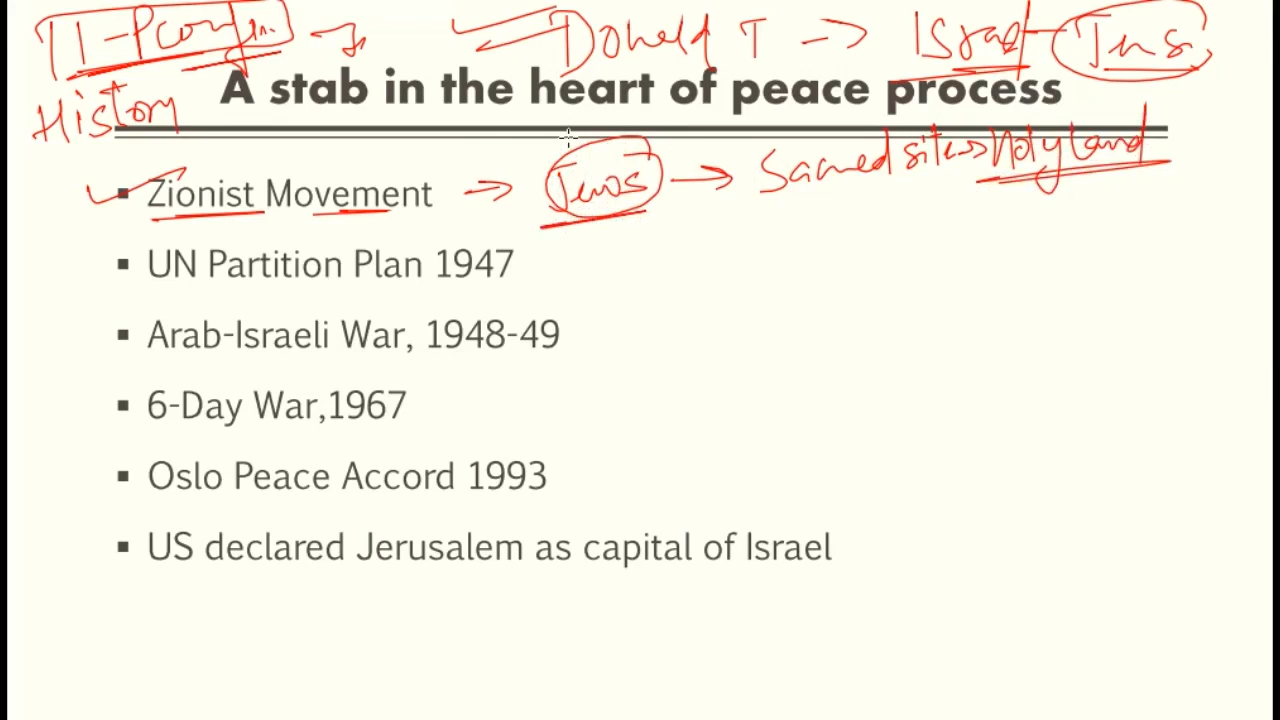 Donald T → Israel
History
A stab in the heart of peace process
▪ Zionist Movement → Jews → Sacred site → Holy land
▪ UN Partition Plan 1947
▪ Arab-Israeli War, 1948-49
▪ 6-Day War,1967
▪ Oslo Peace Accord 1993
▪ US declared Jerusalem as capital of Israel